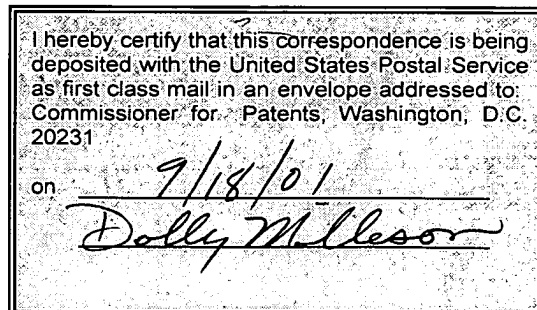 I hereby certify that this correspondence is being
deposited with the United States Postal Service
as first class mail in an envelope addressed to:
Commissioner for Patents, Washington, D.C.
20231
on 9/18/01
Dolly Milleson